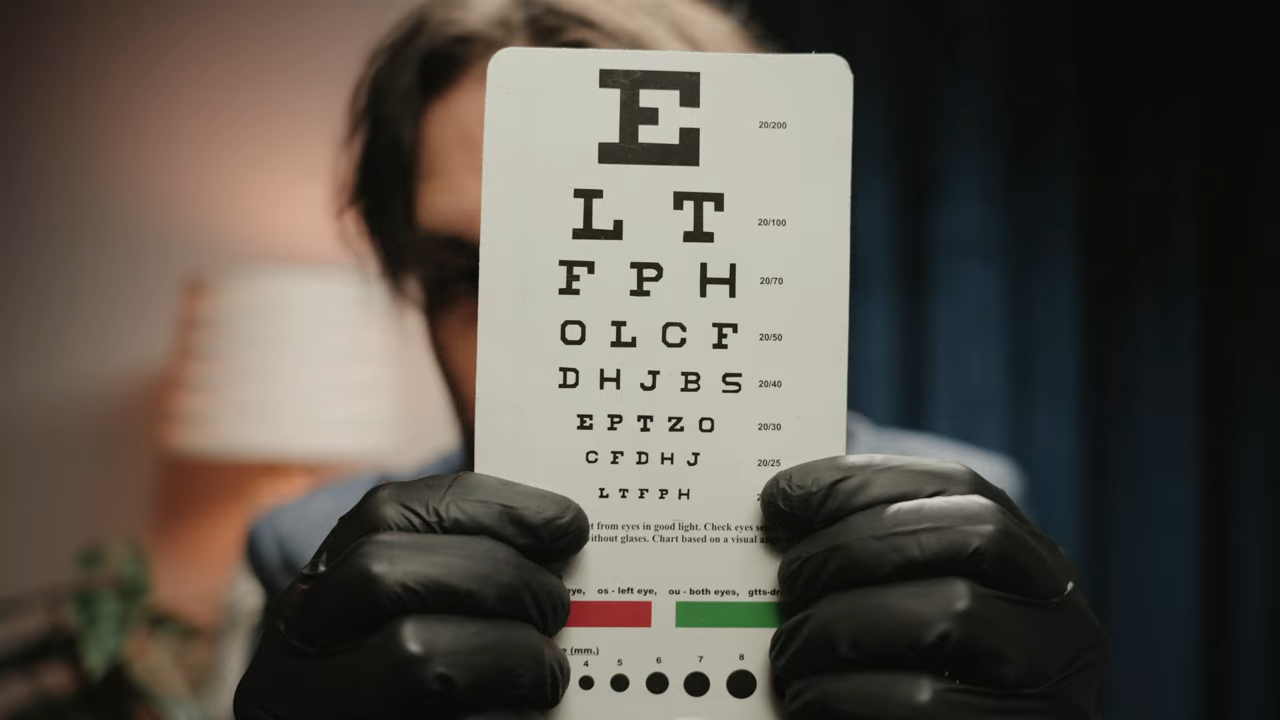 E 20/200
L T 20/100
F P H 20/70
O L C F 20/50
D H J B S 20/40
E P T Z O 20/30
C F D H J 20/25
L T F P H
from eyes in good light. Check eyes
without glasses. Chart based on a visual
eye, os - left eye, ou - both eyes,
(mm.)
4 5 6 7 8